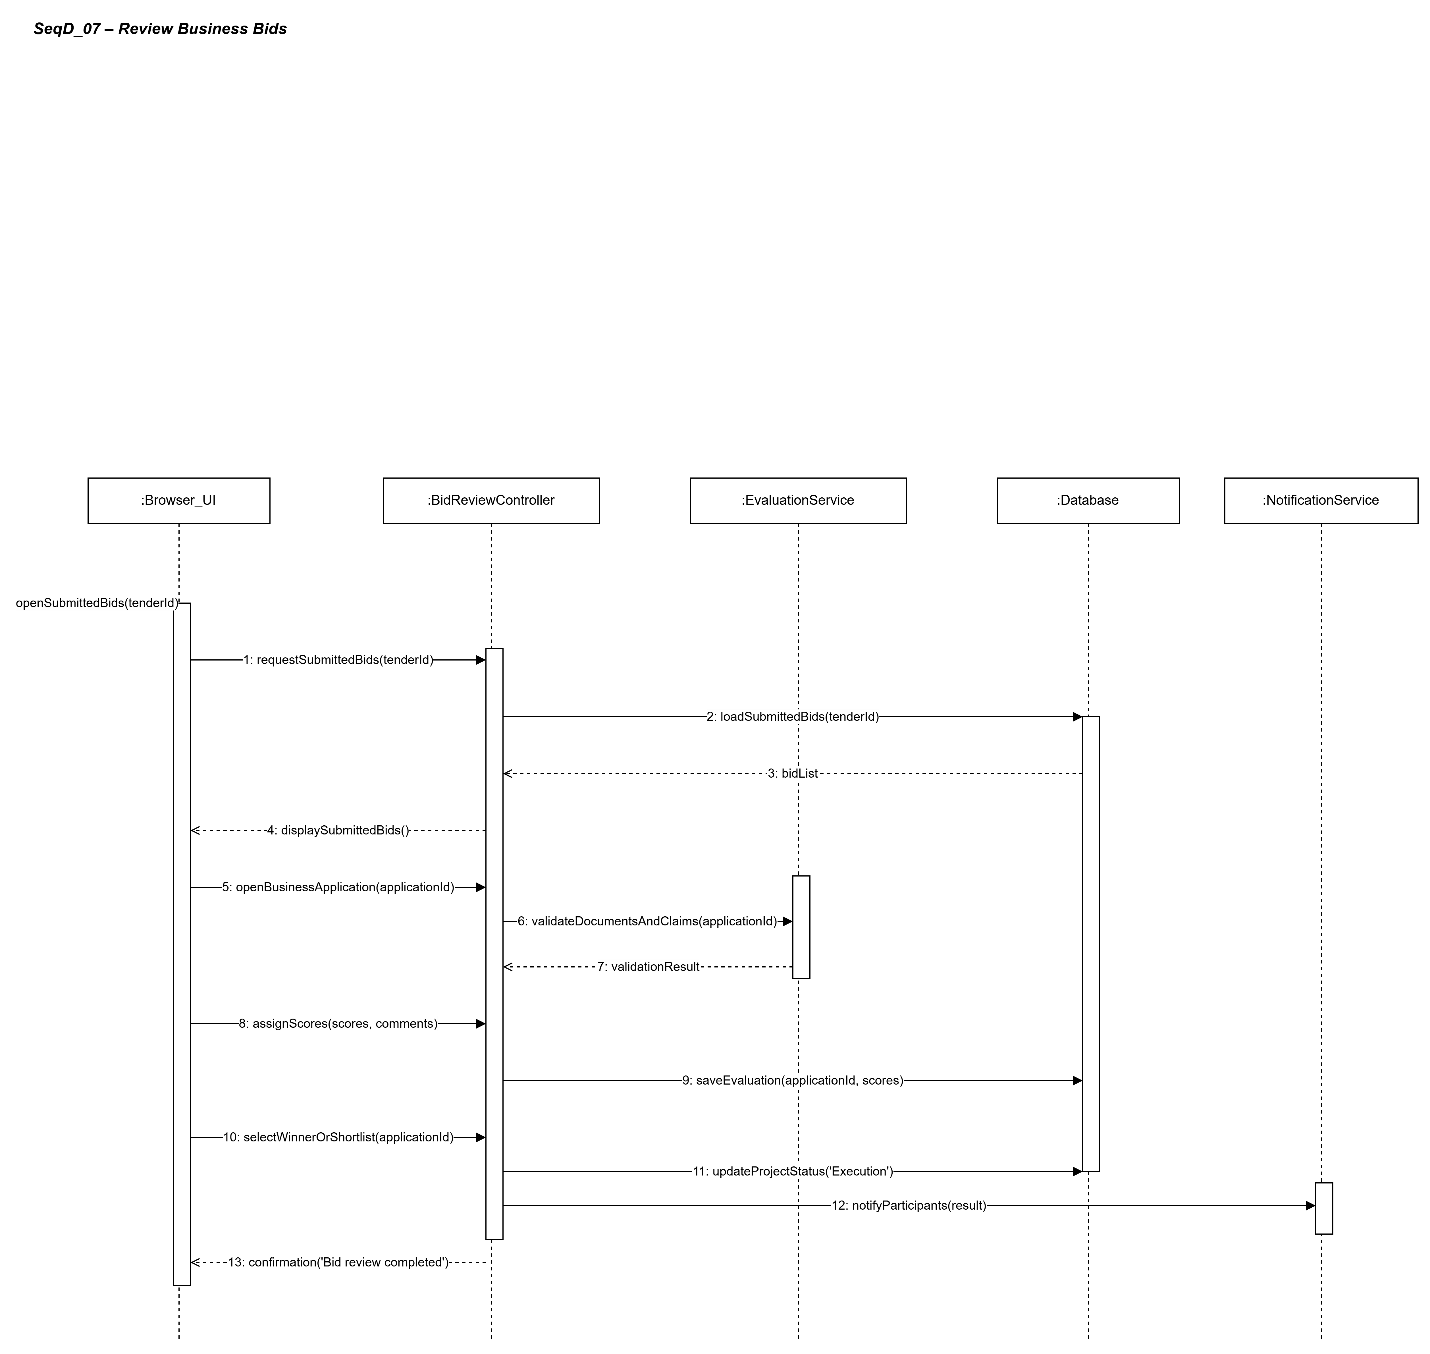 SeqD_07 – Review Business Bids
:Browser_UI
:BidReviewController
:EvaluationService
:Database
:NotificationService
openSubmittedBids(tenderId)
1: requestSubmittedBids(tenderId)
2: loadSubmittedBids(tenderId)
3: bidList
4: displaySubmittedBids()
5: openBusinessApplication(applicationId)
6: validateDocumentsAndClaims(applicationId)
7: validationResult
8: assignScores(scores, comments)
9: saveEvaluation(applicationId, scores)
10: selectWinnerOrShortlist(applicationId)
11: updateProjectStatus('Execution')
12: notifyParticipants(result)
13: confirmation('Bid review completed')